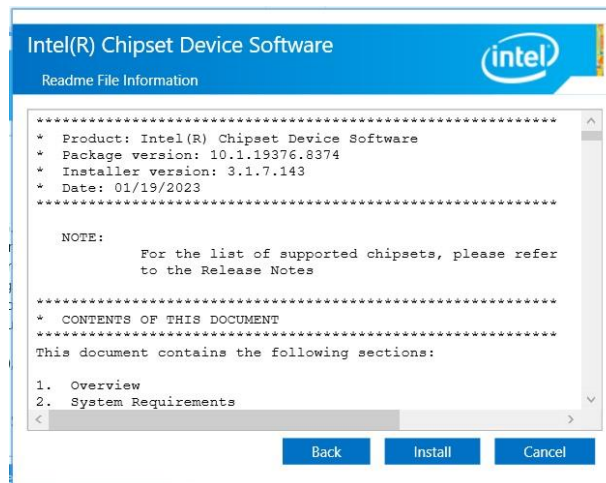 Intel(R) Chipset Device Software
intel
Readme File Information
************************************************************
*  Product: Intel(R) Chipset Device Software
*  Package version: 10.1.19376.8374
*  Installer version: 3.1.7.143
*  Date: 01/19/2023
************************************************************
NOTE:
For the list of supported chipsets, please refer
to the Release Notes
************************************************************
*  CONTENTS OF THIS DOCUMENT
************************************************************
This document contains the following sections:
1.  Overview
2.  System Requirements
Back
Install
Cancel